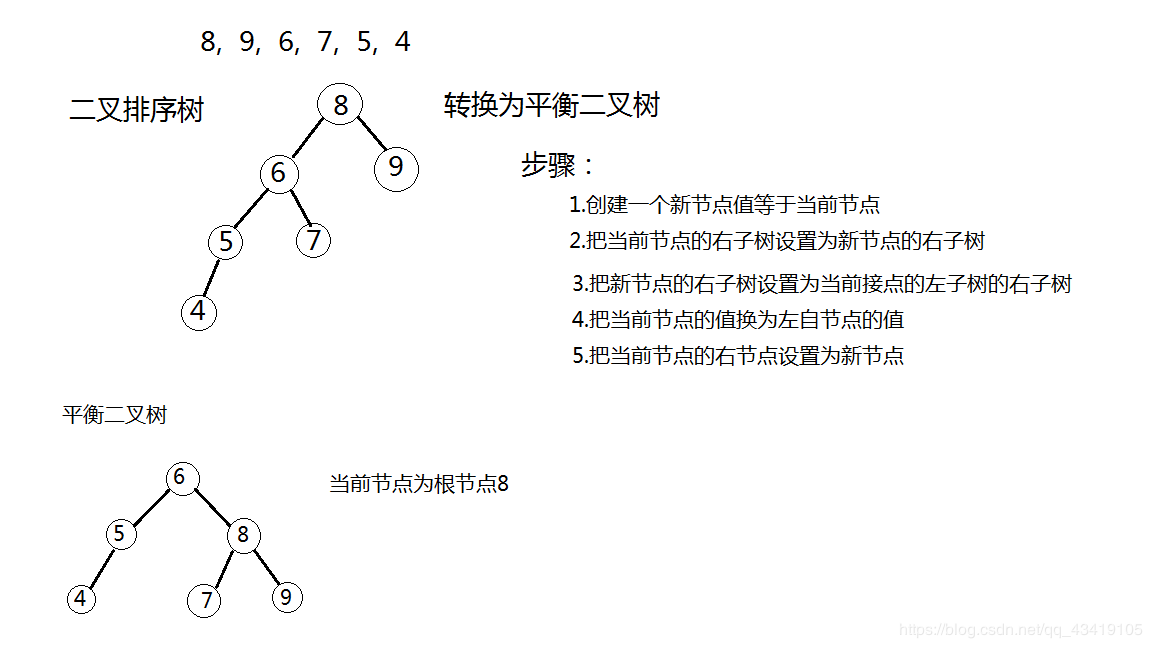 8, 9, 6, 7, 5, 4
二叉排序树
转换为平衡二叉树
8
6
9
5
7
4
步骤：
1.创建一个新节点值等于当前节点
2.把当前节点的右子树设置为新节点的右子树
3.把新节点的右子树设置为当前接点的左子树的右子树
4.把当前节点的值换为左自节点的值
5.把当前节点的右节点设置为新节点
平衡二叉树
当前节点为根节点8
6
5
8
4
7
9
https://blog.csdn.net/qq_43419105